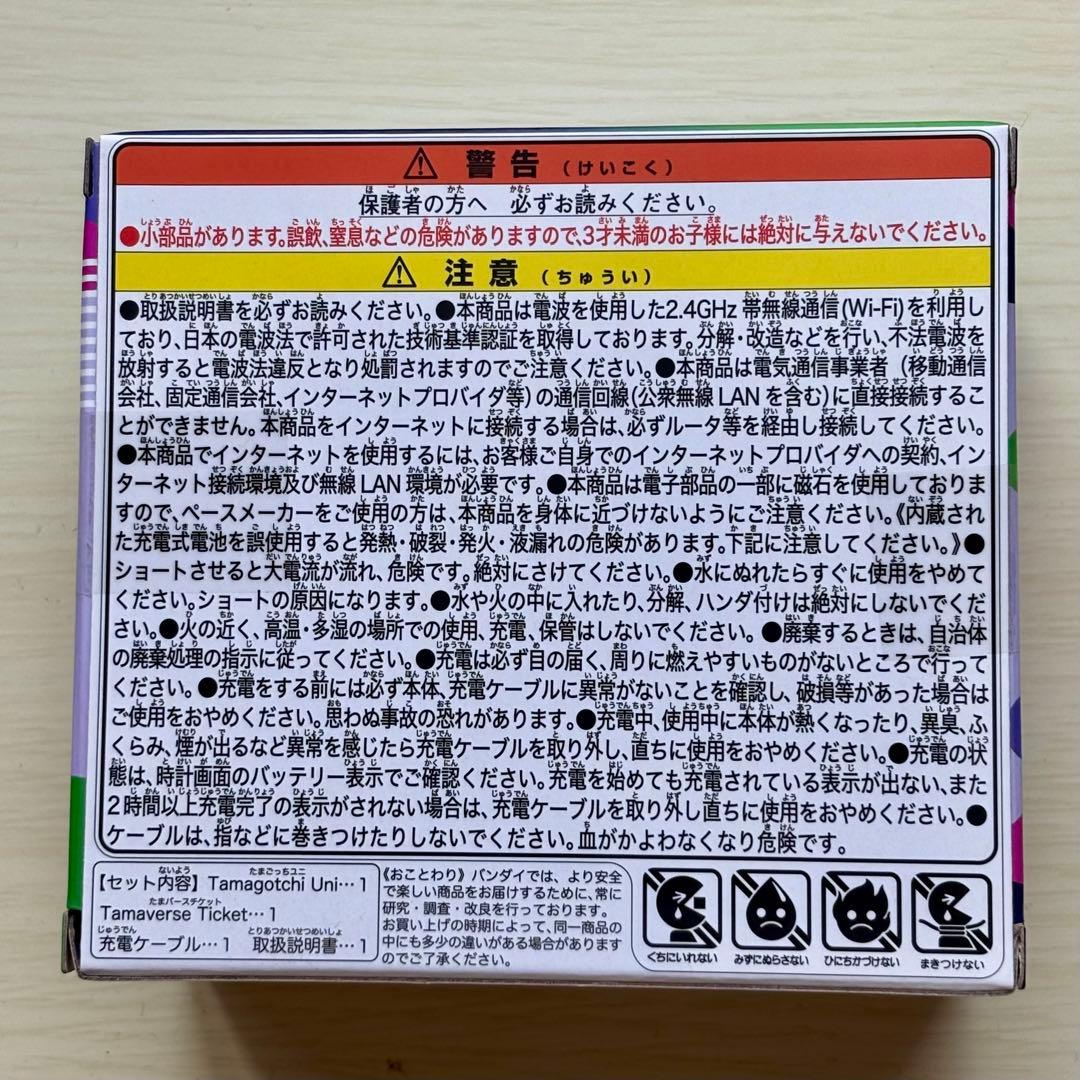 ⚠ 警告 (けいこく)
保護者の方へ 必ずお読みください。
●小部品があります。誤飲、窒息などの危険がありますので、3才未満のお子様には絶対に与えないでください。
⚠ 注意 (ちゅうい)
●取扱説明書を必ずお読みください。●本商品は電波を使用した2.4GHz 帯無線通信(Wi-Fi)を利用し
ており、日本の電波法で許可された技術基準認証を取得しております。分解・改造などを行い、不法電波を
放射すると電波法違反となり処罰されますのでご注意ください。●本商品は電気通信事業者 (移動通信
会社、固定通信会社、インターネットプロバイダ等) の通信回線(公衆無線 LAN を含む)に直接接続するこ
とができません。本商品をインターネットに接続する場合は、必ずルータ等を経由し接続してください。
●本商品でインターネットを使用するには、お客様ご自身でのインターネットプロバイダへの契約、イン
ターネット接続環境及び無線 LAN 環境が必要です。●本商品は電子部品の一部に磁石を使用しておりま
すので、ペースメーカーをご使用の方は、本商品を身体に近づけないようにご注意ください。《内蔵され
た充電式電池を誤使用すると発熱・破裂・発火・液漏れの危険があります。下記に注意してください。》●
ショートさせると大電流が流れ、危険です。絶対にさけてください。●水にぬれたらすぐに使用をやめて
ください。ショートの原因になります。●水や火の中に入れたり、分解、ハンダ付けは絶対にしないでくだ
さい。●火の近く、高温・多湿の場所での使用、充電、保管はしないでください。●廃棄するときは、自治体
の廃棄処理の指示に従ってください。●充電は必ず目の届く、周りに燃えやすいものがないところで行って
ください。●充電をする前には必ず本体、充電ケーブルに異常がないことを確認し、破損等があった場合は
ご使用をおやめください。思わぬ事故の恐れがあります。●充電中、使用中に本体が熱くなったり、異臭、ふ
くらみ、煙が出るなど異常を感じたら充電ケーブルを取り外し、直ちに使用をおやめください。●充電の状
態は、時計画面のバッテリー表示でご確認ください。充電を始めても充電されている表示が出ない、また
2時間以上充電完了の表示がされない場合は、充電ケーブルを取り外し直ちに使用をおやめください。●
ケーブルは、指などに巻きつけたりしないでください。血がかよわなくなり危険です。
【セット内容】 Tamagotchi Uni…1
Tamaverse Ticket…1
充電ケーブル…1 取扱説明書…1
《おことわり》バンダイでは、より安全
で楽しい商品をお届けするために、常に
研究・調査・改良を行っております。
お買い上げの時期によって、同一商品の
中にも多少の違いがある場合があります
のでご了承ください。
くちにいれない
みずにぬらさない
ひにちかづけない
まきつけない